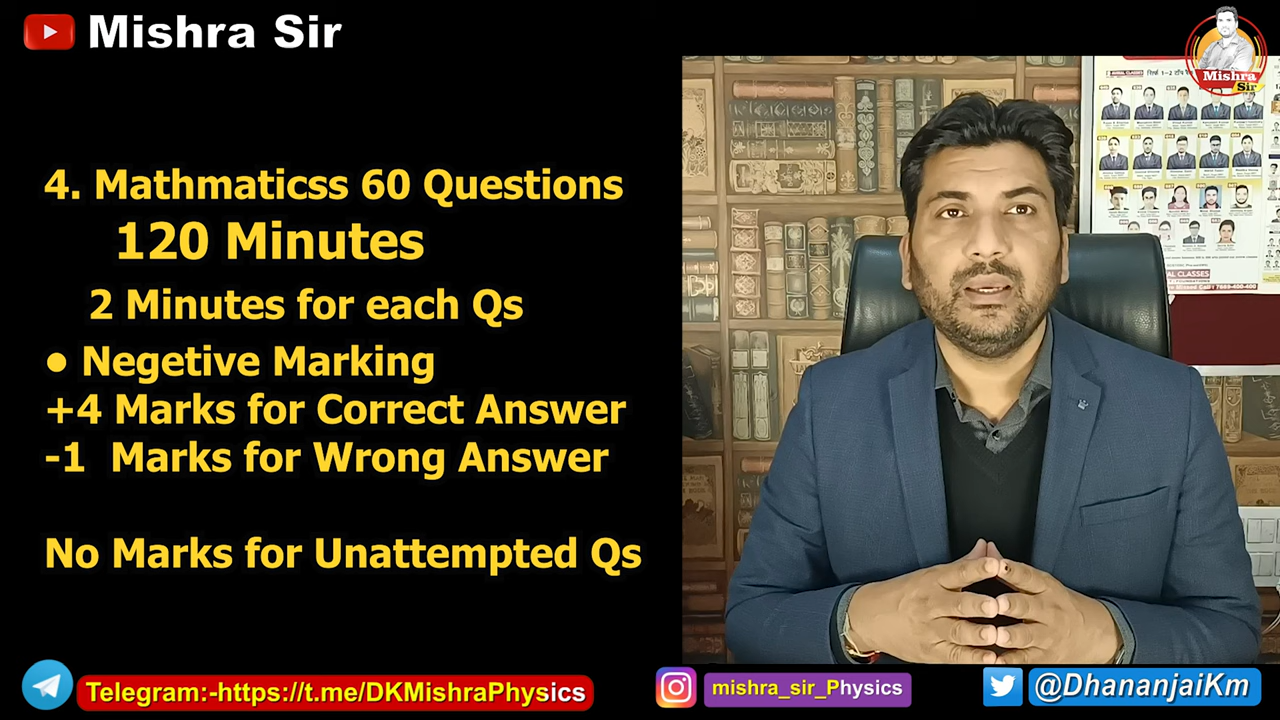 Mishra Sir
4. Mathmaticss 60 Questions
120 Minutes
2 Minutes for each Qs
● Negetive Marking
+4 Marks for Correct Answer
-1 Marks for Wrong Answer
No Marks for Unattempted Qs
Mishra
Sir
Telegram:-https://t.me/DKMishraPhysics
mishra_sir_Physics
@DhananjaiKm